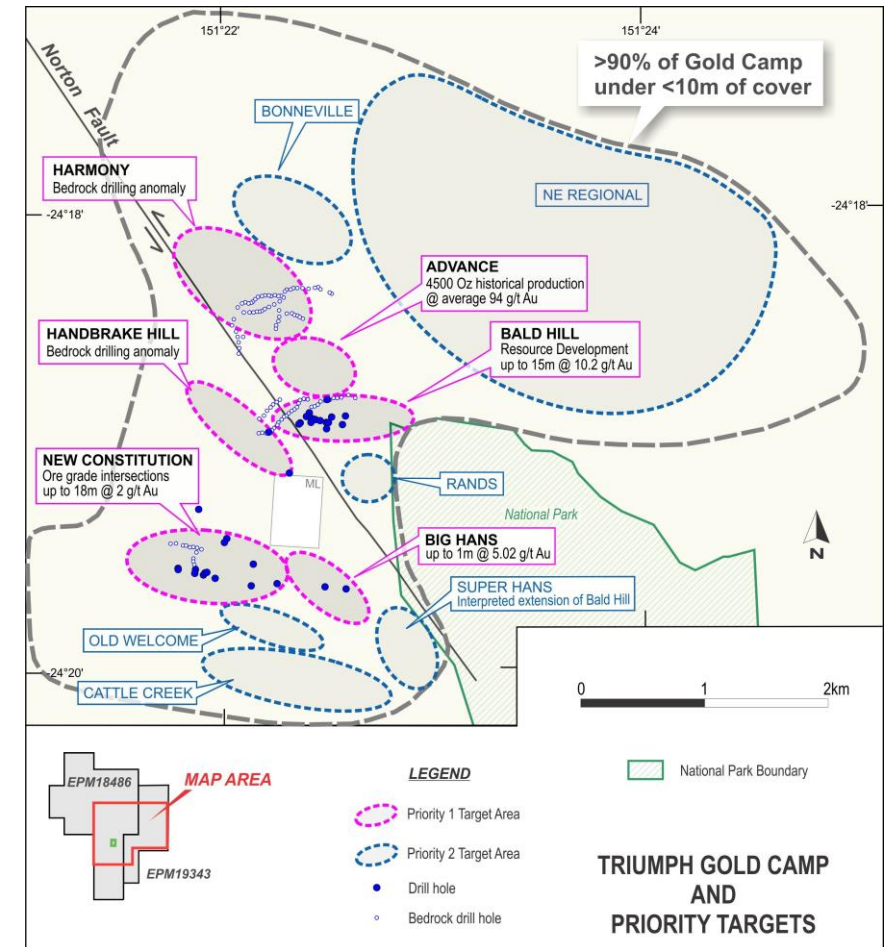 151°22'
151°24'
>90% of Gold Camp
under <10m of cover
Norton Fault
BONNEVILLE
HARMONY
Bedrock drilling anomaly
NE REGIONAL
-24°18'
-24°18'
ADVANCE
4500 Oz historical production
@ average 94 g/t Au
HANDBRAKE HILL
Bedrock drilling anomaly
BALD HILL
Resource Development
up to 15m @ 10.2 g/t Au
NEW CONSTITUTION
Ore grade intersections
up to 18m @ 2 g/t Au
ML
RANDS
National Park
N
BIG HANS
up to 1m @ 5.02 g/t Au
SUPER HANS
Interpreted extension of Bald Hill
OLD WELCOME
-24°20'
CATTLE CREEK
0 1 2km
EPM18486
MAP AREA
EPM19343
LEGEND
Priority 1 Target Area
Priority 2 Target Area
Drill hole
Bedrock drill hole
National Park Boundary
TRIUMPH GOLD CAMP
AND
PRIORITY TARGETS